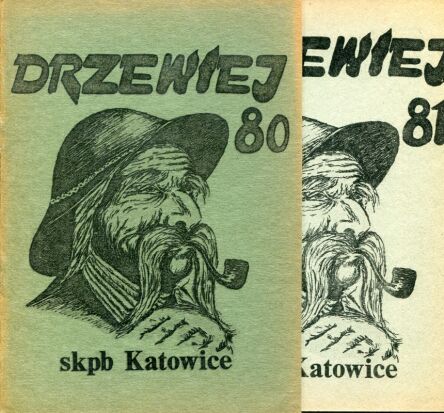 DRZEWIEJ
80
skpb Katowice
EWIEJ
81
Katowice